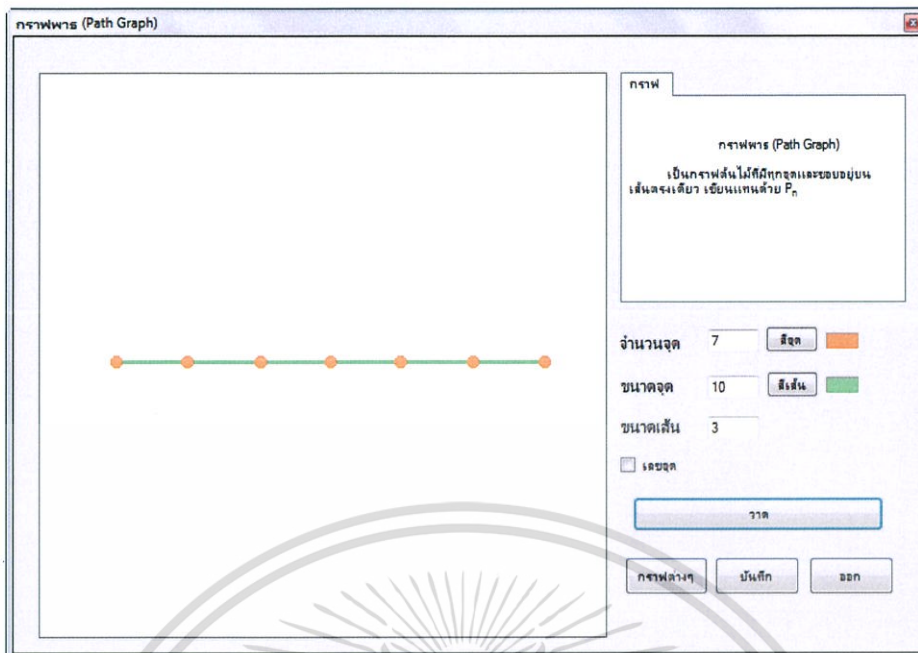 กราฟพาธ (Path Graph)
กราฟ
กราฟพาธ (Path Graph)
เป็นกราฟต้นไม้ที่มีทุกจุดและขอบอยู่บน
เส้นตรงเดียว เขียนแทนด้วย Pₙ
จำนวนจุด 7 สีจุด
ขนาดจุด 10 สีเส้น
ขนาดเส้น 3
เลขจุด
วาด
กราฟต่างๆ บันทึก ออก